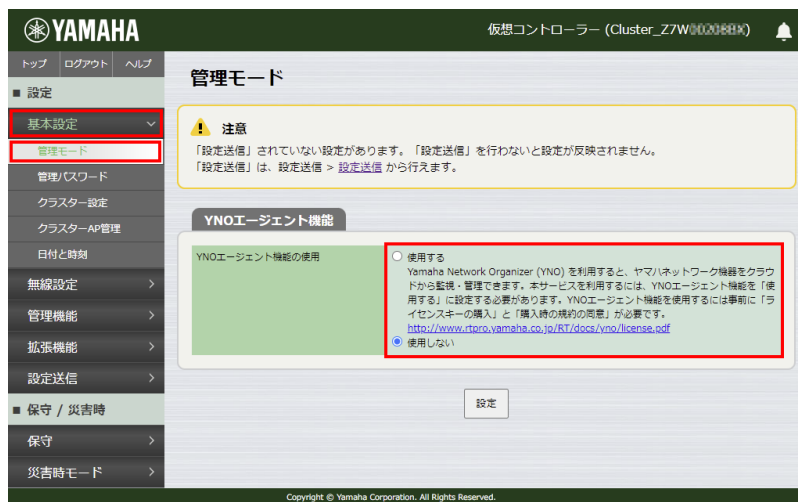 YAMAHA
仮想コントローラー (Cluster_Z7W
トップ
ログアウト
ヘルプ
■ 設定
基本設定
管理モード
管理パスワード
クラスター設定
クラスターAP管理
日付と時刻
無線設定
管理機能
拡張機能
設定送信
■ 保守 / 災害時
保守
災害時モード
管理モード
注意
「設定送信」されていない設定があります。「設定送信」を行わないと設定が反映されません。
「設定送信」は、設定送信 > 設定送信 から行えます。
YNOエージェント機能
YNOエージェント機能の使用
使用する
Yamaha Network Organizer (YNO) を利用すると、ヤマハネットワーク機器をクラウ
ドから監視・管理できます。本サービスを利用するには、YNOエージェント機能を「使
用する」に設定する必要があります。YNOエージェント機能を使用するには事前に「ラ
イセンスキーの購入」と「購入時の規約の同意」が必要です。
http://www.rtpro.yamaha.co.jp/RT/docs/yno/license.pdf
使用しない
設定
Copyright © Yamaha Corporation. All Rights Reserved.